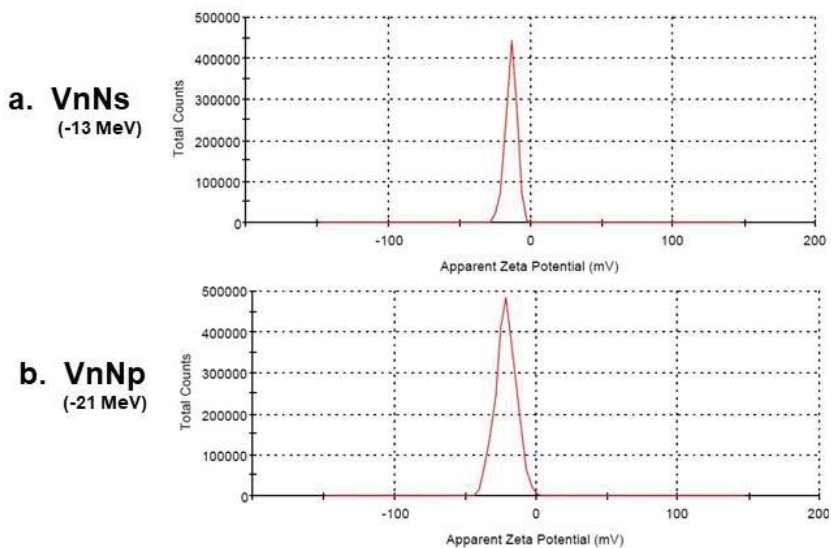 a. VnNs
(-13 MeV)
Total Counts
500000
400000
300000
200000
100000
0
-100
0
100
200
Apparent Zeta Potential (mV)
b. VnNp
(-21 MeV)
Total Counts
500000
400000
300000
200000
100000
0
-100
0
100
200
Apparent Zeta Potential (mV)